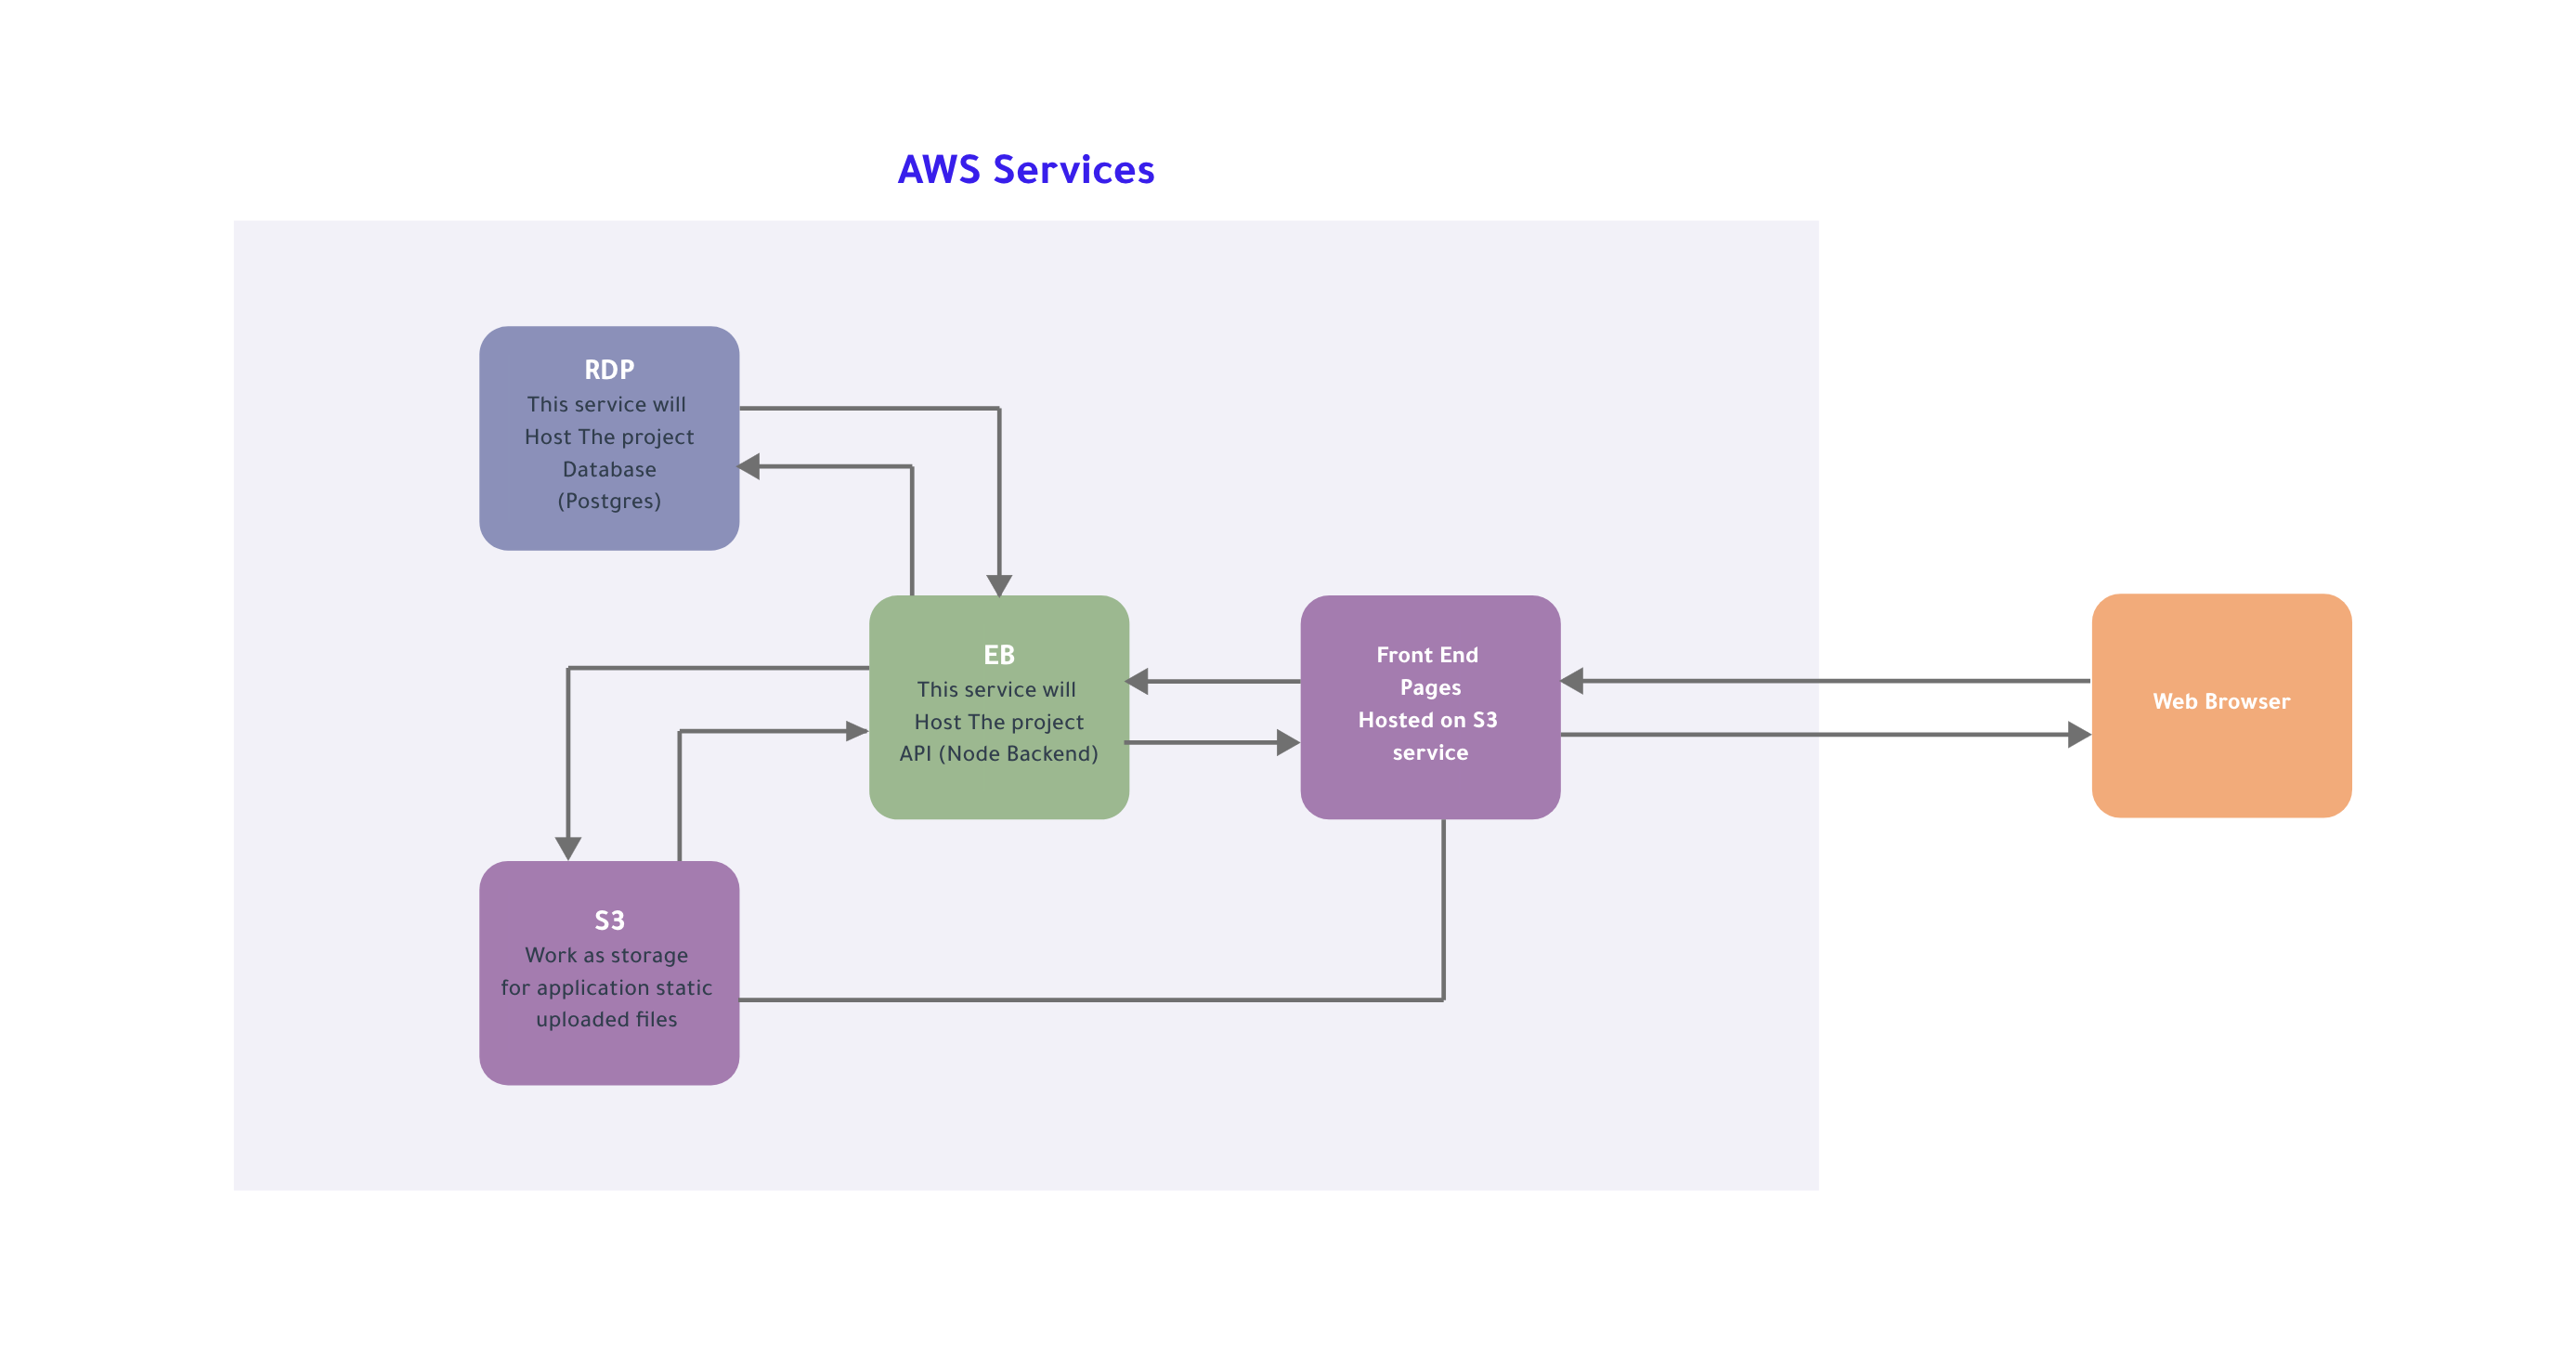 AWS Services
RDP
This service will
Host The project
Database
(Postgres)
EB
This service will
Host The project
API (Node Backend)
Front End
Pages
Hosted on S3
service
Web Browser
S3
Work as storage
for application static
uploaded files